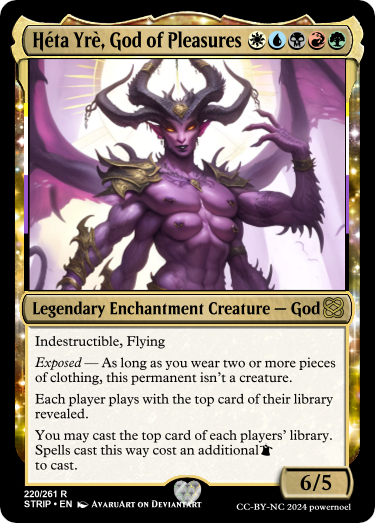 Héta Yrè, God of Pleasures
Legendary Enchantment Creature — God
Indestructible, Flying
Exposed — As long as you wear two or more pieces
of clothing, this permanent isn't a creature.
Each player plays with the top card of their library
revealed.
You may cast the top card of each players' library.
Spells cast this way cost an additional
to cast.
6/5
220/261 R
STRIP • EN AvaruArt on Deviantart
CC-BY-NC 2024 powernoel